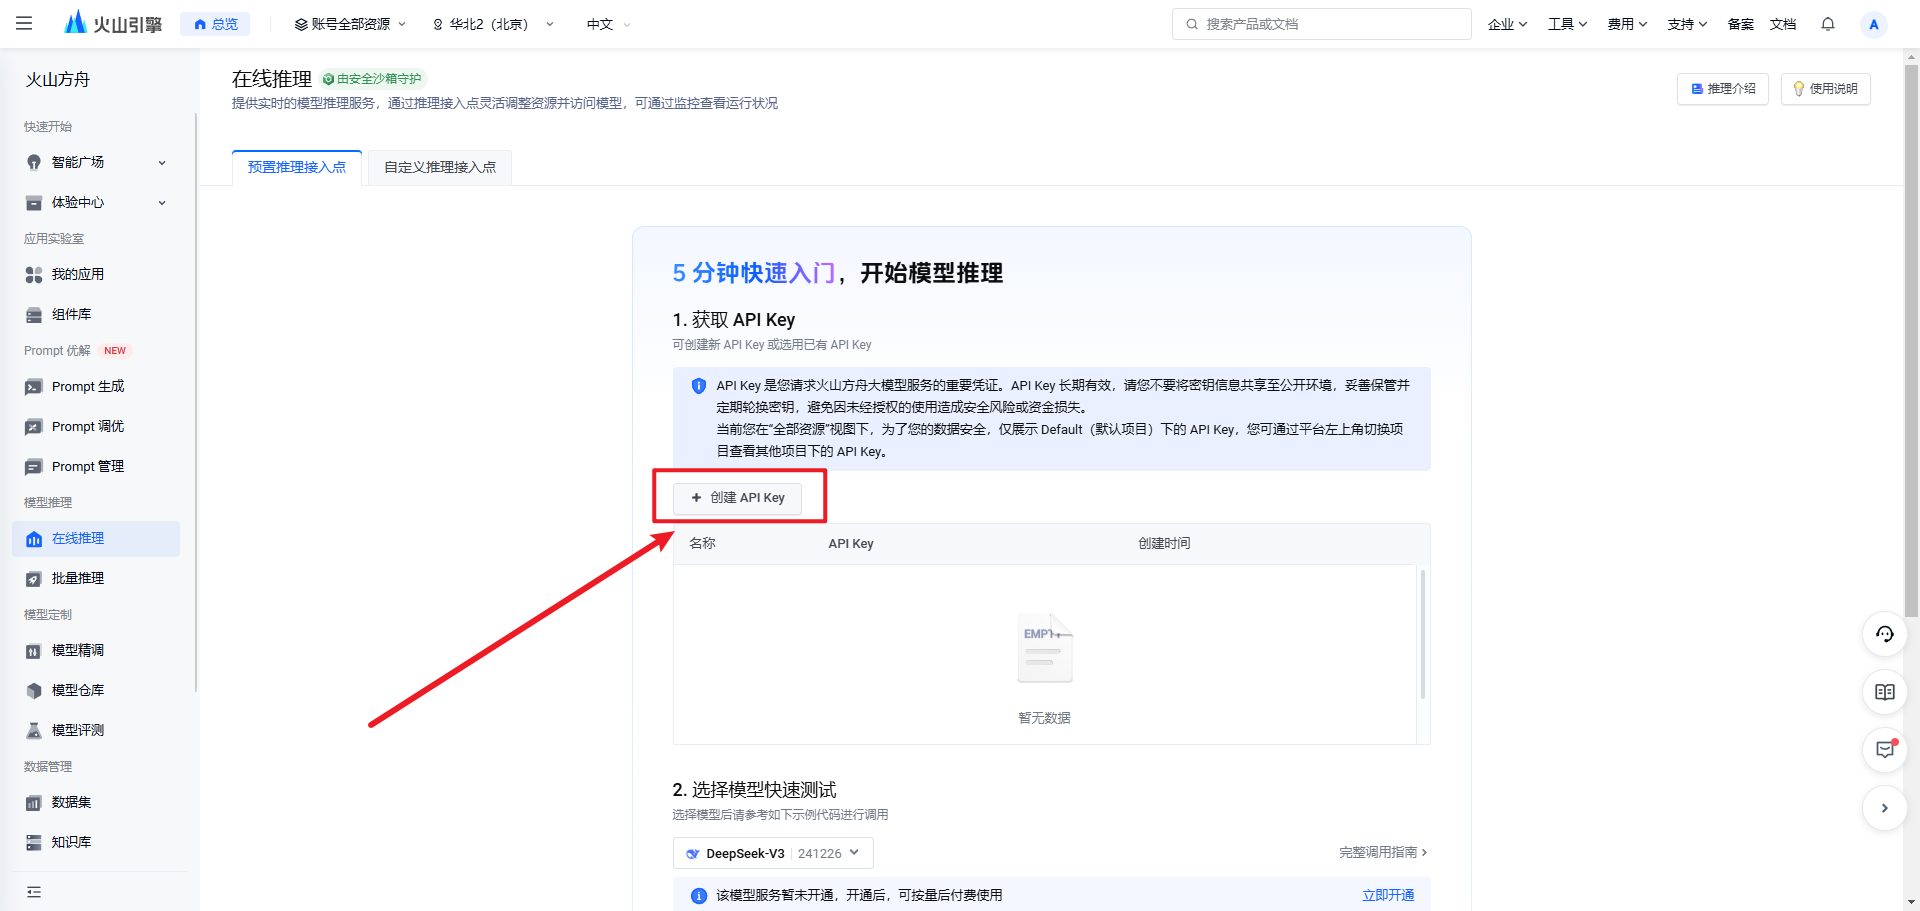 火山引擎
总览
账号全部资源
华北2（北京）
中文
搜索产品或文档
企业
工具
费用
支持
备案
文档
A
火山方舟
快速开始
智能广场
体验中心
应用实验室
我的应用
组件库
Prompt 优解 NEW
Prompt 生成
Prompt 调优
Prompt 管理
模型推理
在线推理
批量推理
模型定制
模型精调
模型仓库
模型评测
数据管理
数据集
知识库
在线推理 由安全沙箱守护
提供实时的模型推理服务，通过推理接入点灵活调整资源并访问模型，可通过监控查看运行状况
推理介绍
使用说明
预置推理接入点
自定义推理接入点
5 分钟快速入门，开始模型推理
1. 获取 API Key
可创建新 API Key 或选用已有 API Key
API Key 是您请求火山方舟大模型服务的重要凭证。API Key 长期有效，请您不要将密钥信息共享至公开环境，妥善保管并
定期轮换密钥，避免因未经授权的使用造成安全风险或资金损失。
当前您在“全部资源”视图下，为了您的数据安全，仅展示 Default（默认项目）下的 API Key，您可通过平台左上角切换项
目查看其他项目下的 API Key。
+ 创建 API Key
名称 API Key 创建时间
EMPTY
暂无数据
2. 选择模型快速测试
选择模型后请参考如下示例代码进行调用
DeepSeek-V3 241226
完整调用指南
该模型服务暂未开通，开通后，可按量后付费使用
立即开通